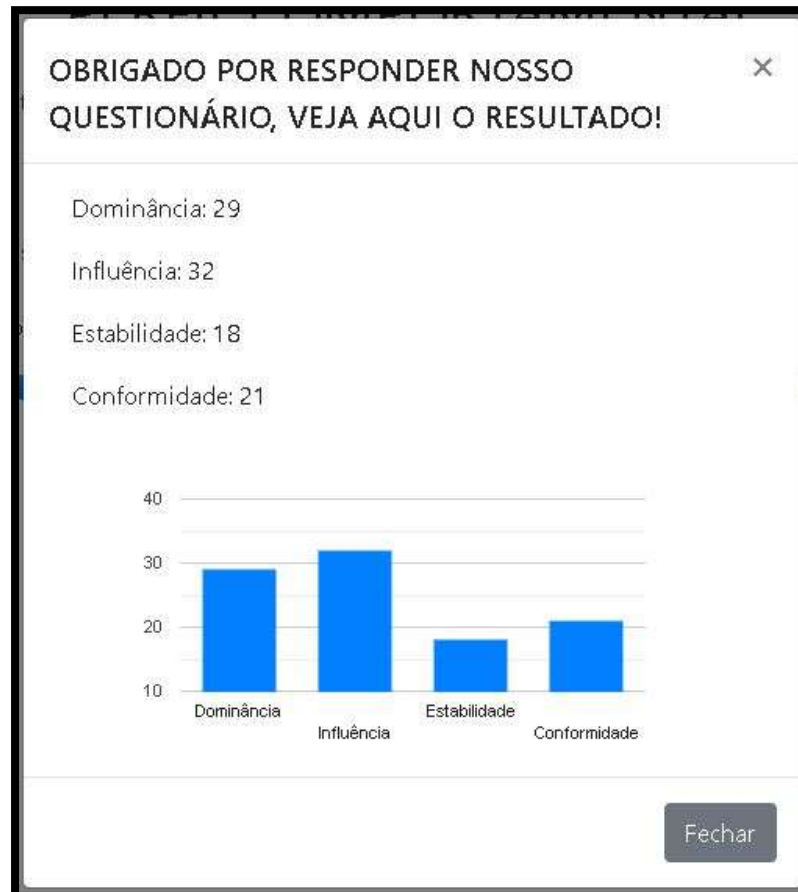 OBRIGADO POR RESPONDER NOSSO
QUESTIONÁRIO, VEJA AQUI O RESULTADO!
×
Dominância: 29
Influência: 32
Estabilidade: 18
Conformidade: 21
40
30
20
10
Dominância
Influência
Estabilidade
Conformidade
Fechar